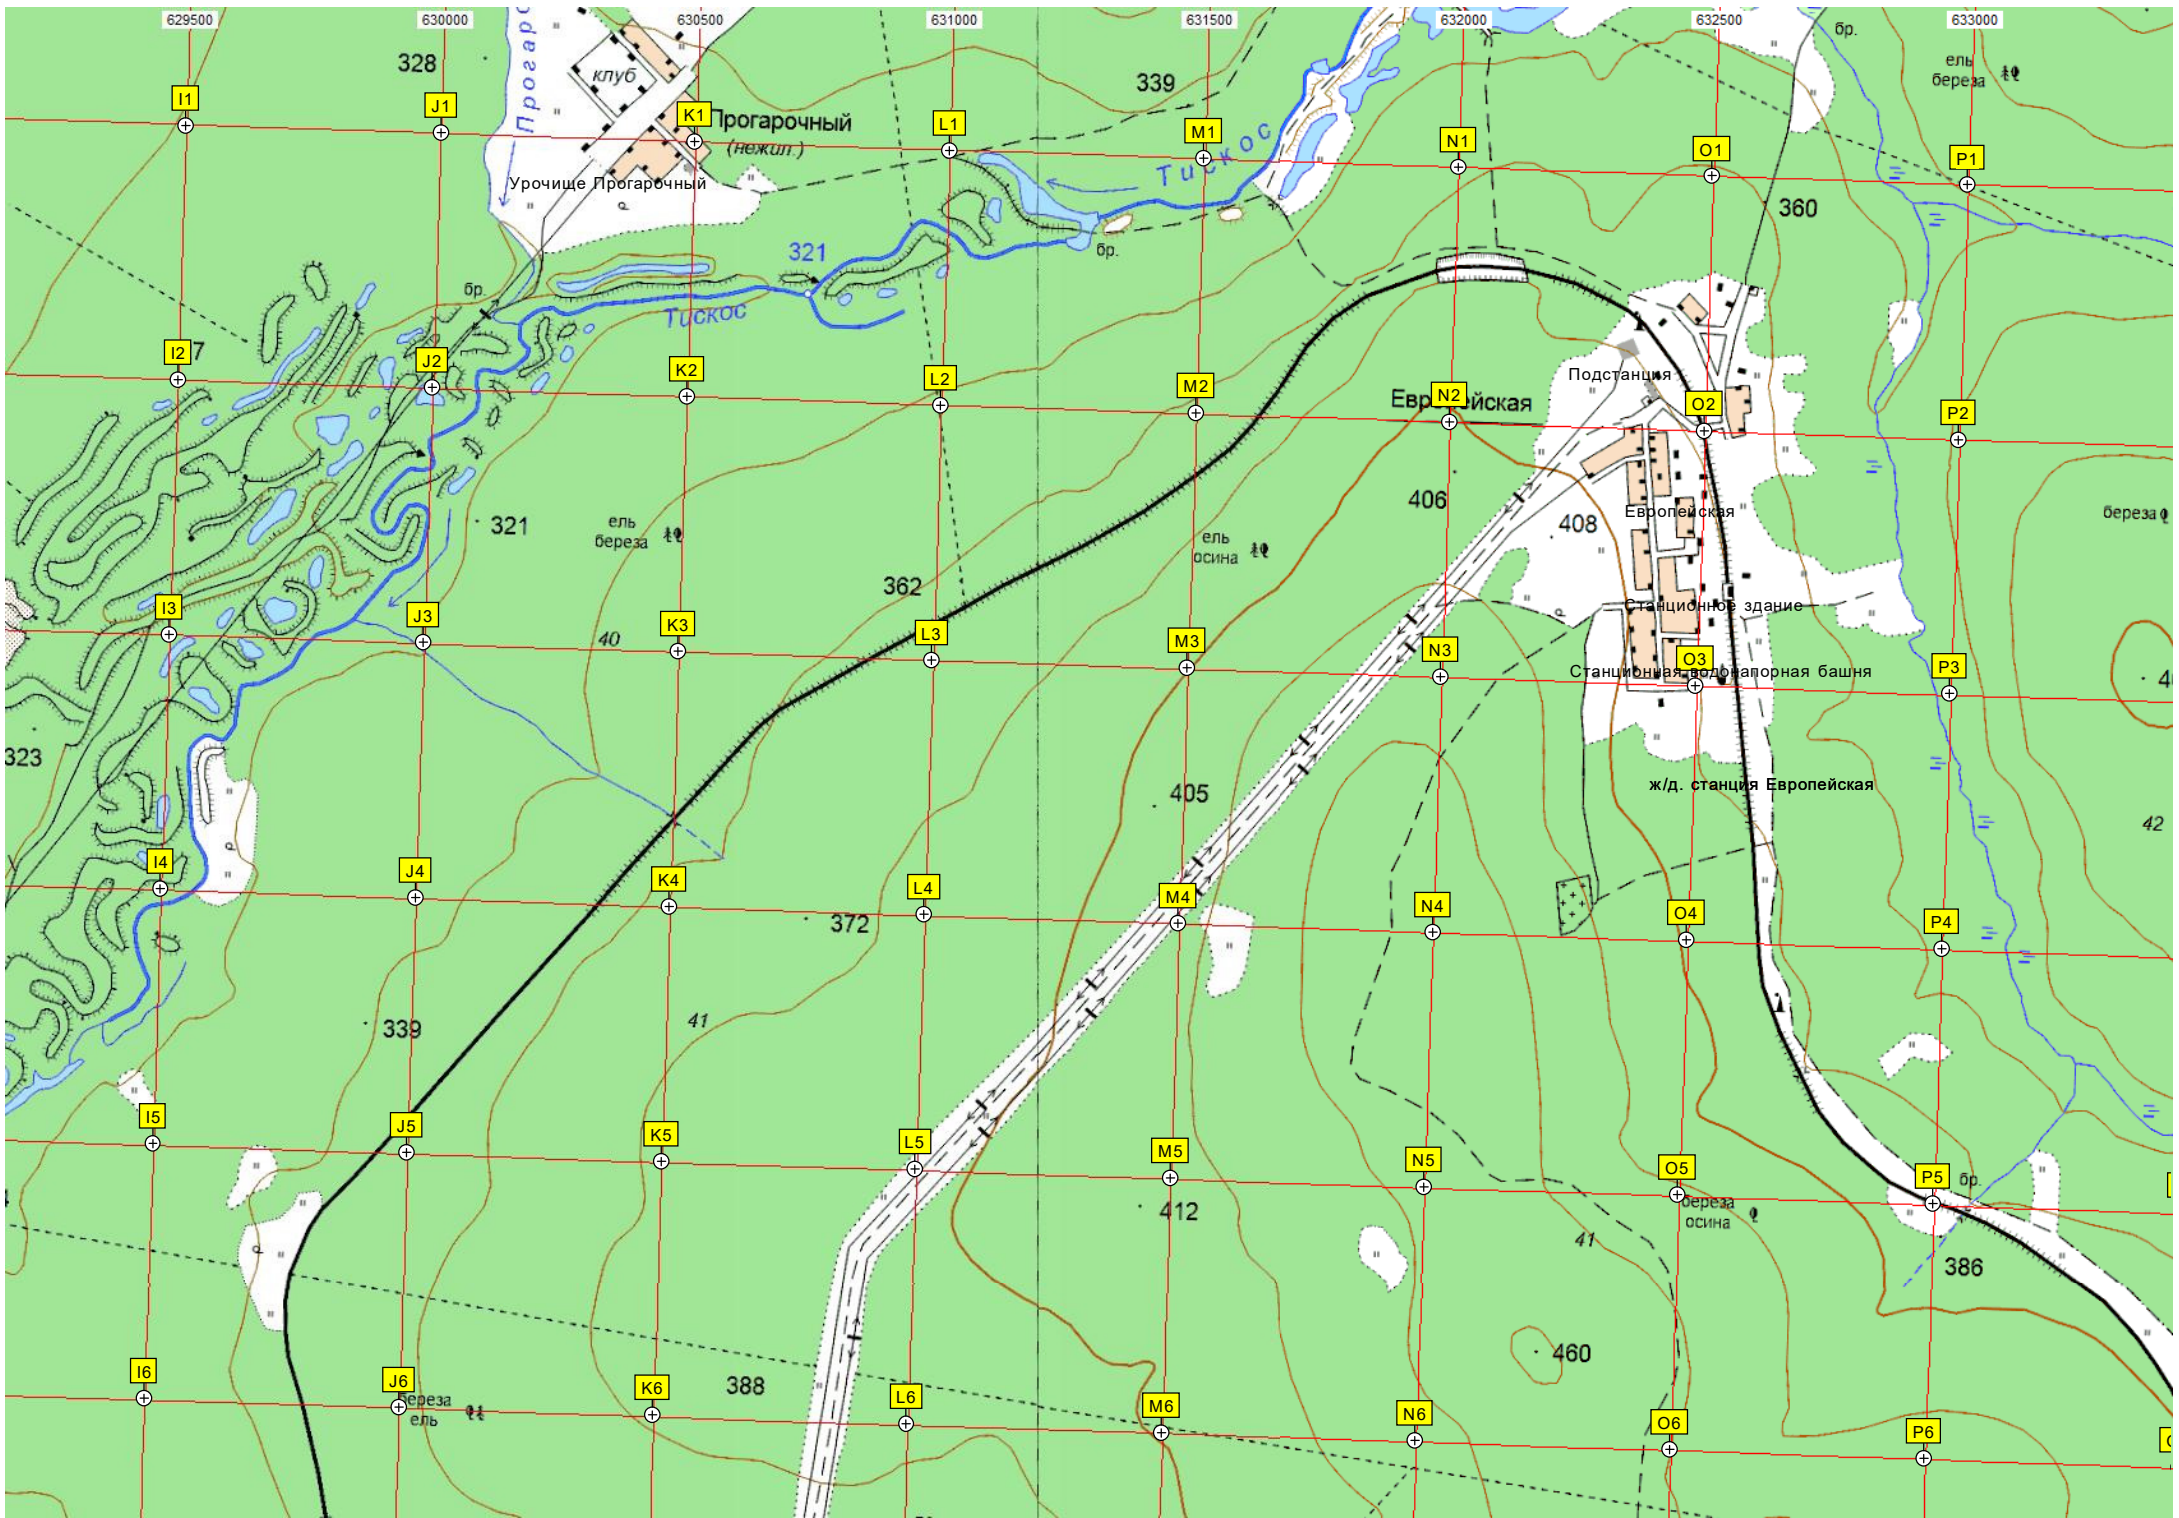 629500 630000 630500 631000 631500 632000 632500 633000
328
клуб
339
бр.
ель
береза
I1 J1 K1 L1 M1 N1 O1 P1
Прогарочный
(нежил.)
Тискос
Урочище Прогарочный
360
321
бр.
бр.
Тискос
I2 J2 K2 L2 M2 N2 O2 P2
7
Подстанция
406
408
Европейская
321
ель
береза
ель
осина
береза
362
Станционное здание
I3 J3 K3 L3 M3 N3 O3 P3
40
Станционная водонапорная башня
323
405
ж/д. станция Европейская
42
I4 J4 K4 L4 M4 N4 O4 P4
372
339
41
I5 J5 K5 L5 M5 N5 O5 P5
бр.
береза
осина
412
41
386
460
388
I6 J6 K6 L6 M6 N6 O6 P6
ель